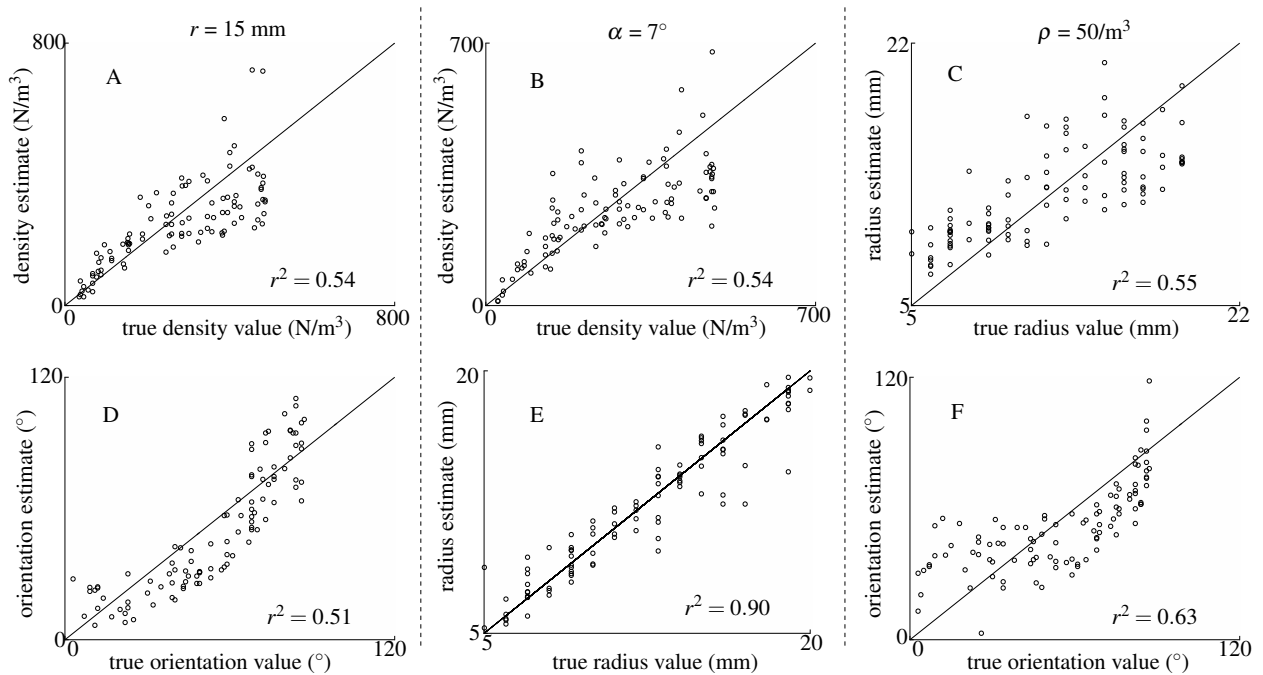 r = 15 mm
α = 7°
ρ = 50/m³
800
A
density estimate (N/m³)
r² = 0.54
0
0
800
true density value (N/m³)
700
B
density estimate (N/m³)
r² = 0.54
0
0
700
true density value (N/m³)
22
C
radius estimate (mm)
r² = 0.55
5
5
22
true radius value (mm)
120
D
orientation estimate (°)
r² = 0.51
0
0
120
true orientation value (°)
20
E
radius estimate (mm)
r² = 0.90
5
5
20
true radius value (mm)
120
F
orientation estimate (°)
r² = 0.63
0
0
120
true orientation value (°)